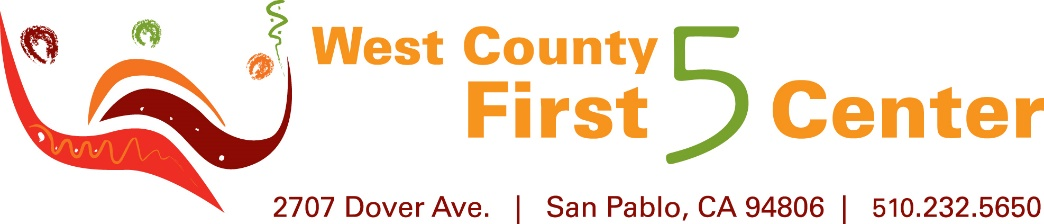 West County
First 5 Center
2707 Dover Ave. | San Pablo, CA 94806 | 510.232.5650